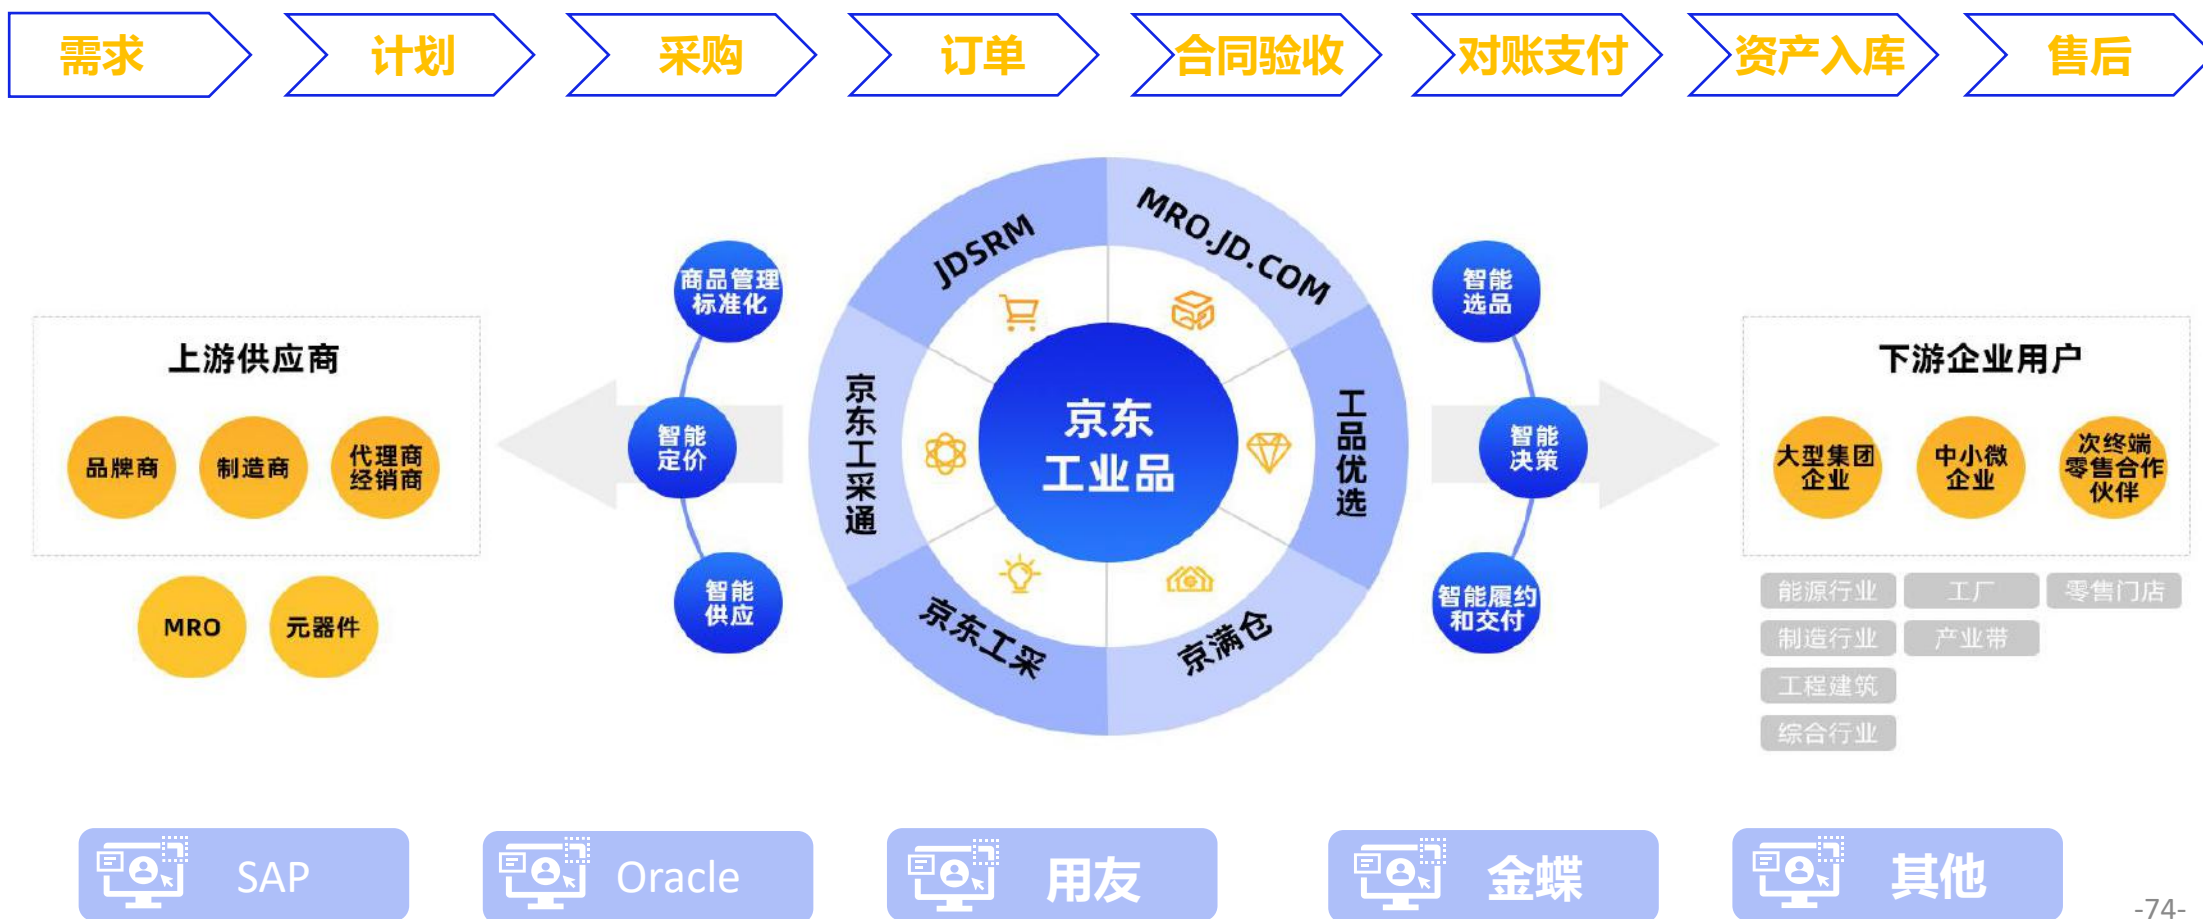 需求
计划
采购
订单
合同验收
对账支付
资产入库
售后
上游供应商
品牌商
制造商
代理商
经销商
MRO
元器件
商品管理
标准化
智能
定价
智能
供应
JDSRM
MRO.JD.COM
京东工采通
工品优选
京东工采
京满仓
京东
工业品
智能
选品
智能
决策
智能履约
和交付
下游企业用户
大型集团
企业
中小微
企业
次终端
零售合作
伙伴
能源行业
工厂
零售门店
制造行业
产业带
工程建筑
综合行业
SAP
Oracle
用友
金蝶
其他
-74-